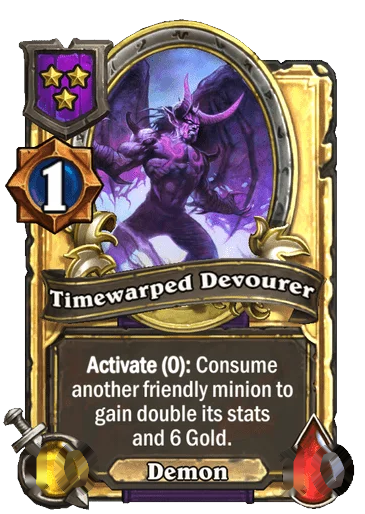 1
Timewarped Devourer
Activate (0): Consume
another friendly minion to
gain double its stats
and 6 Gold.
Demon